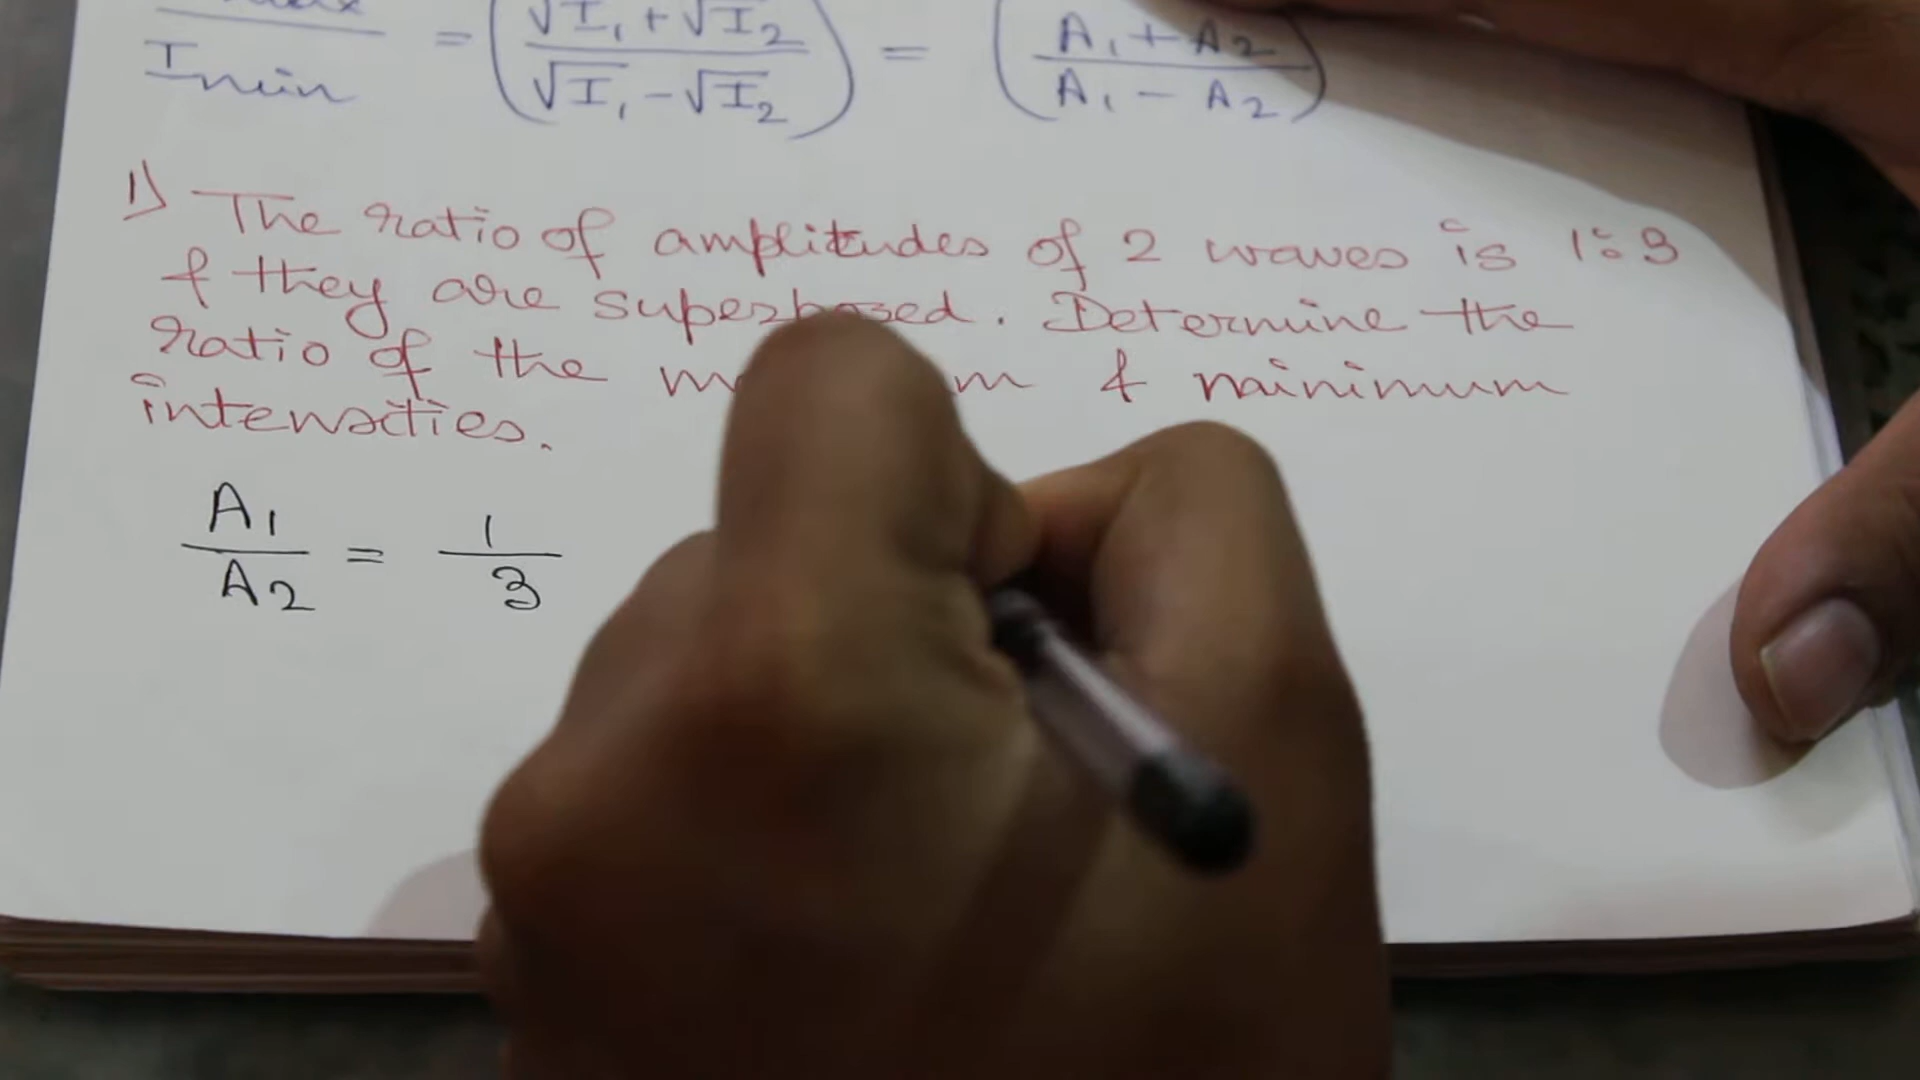 Imin = (√I1+√I2 / √I1-√I2) = (A1+A2 / A1-A2)
1) The ratio of amplitudes of 2 waves is 1:3
& they are superposed. Determine the
ratio of the & minimum
intensities.
A1/A2 = 1/3